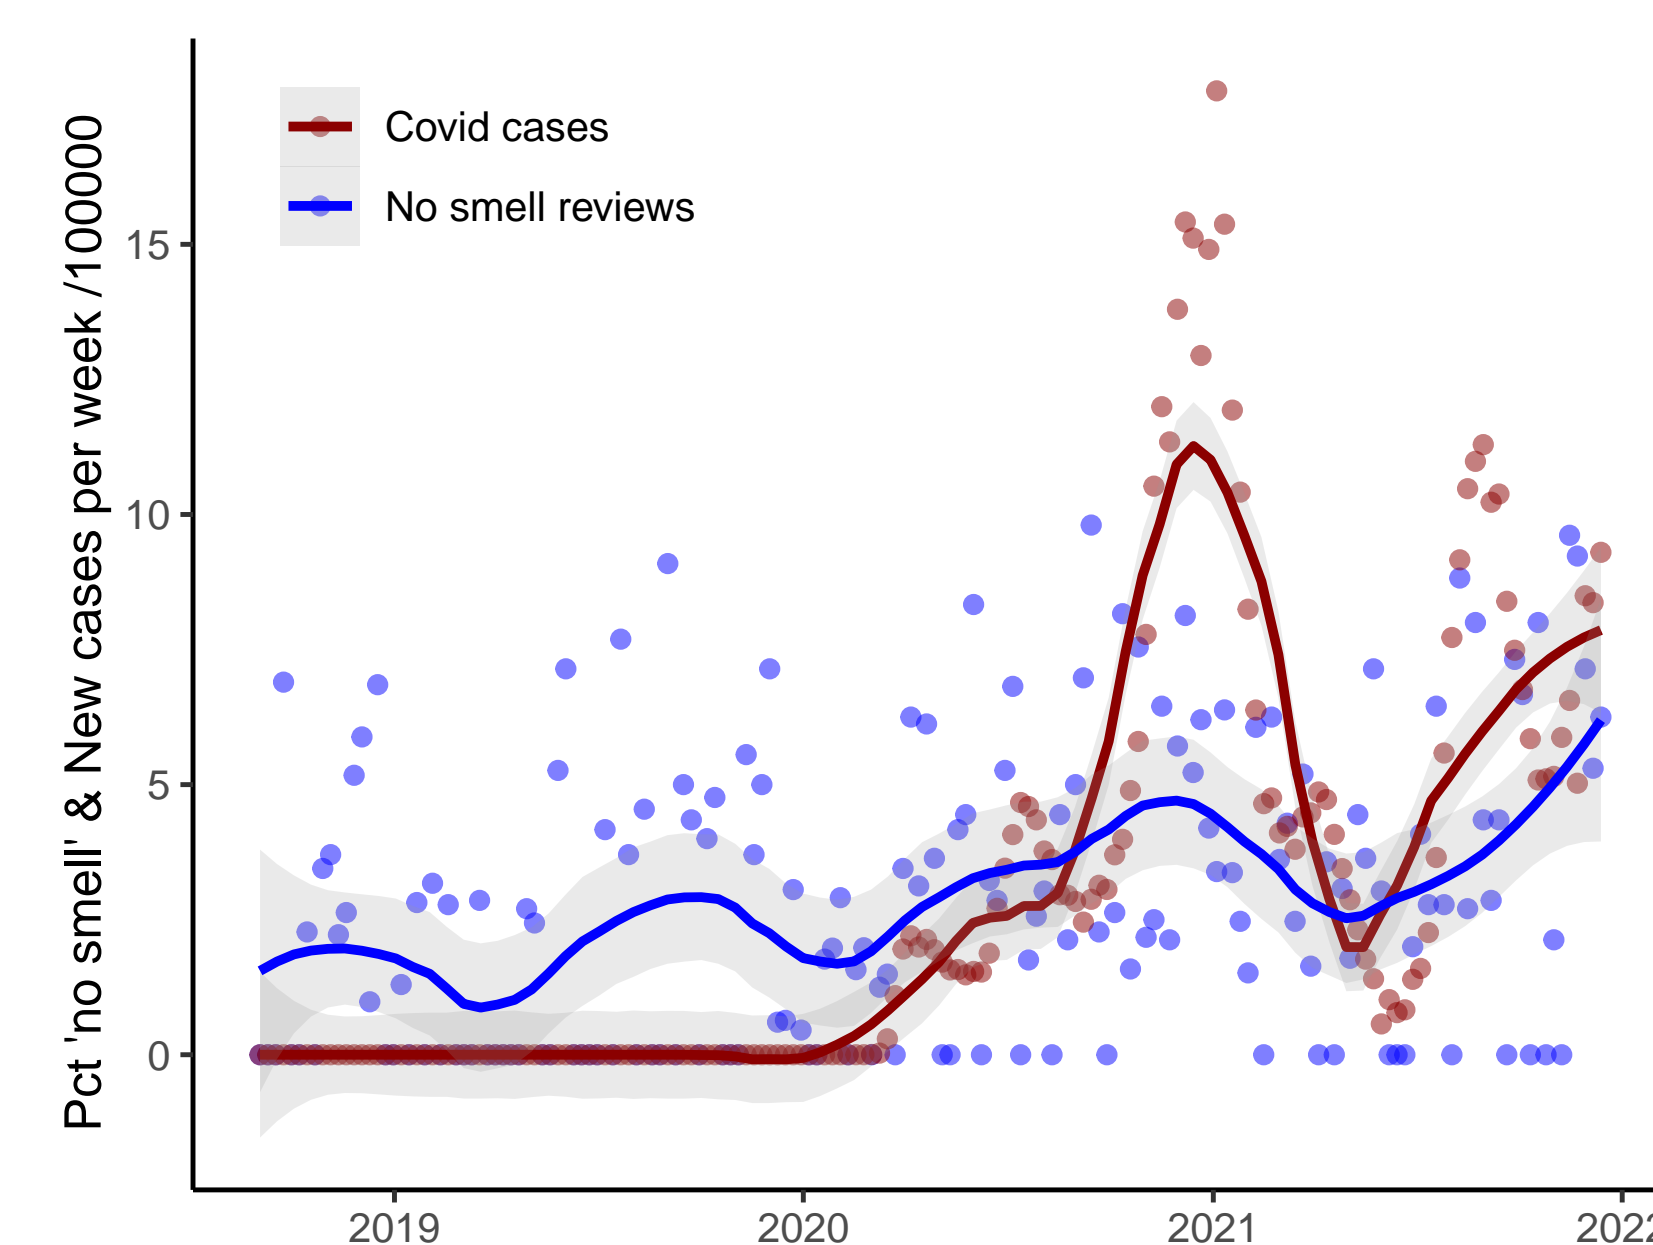 Covid cases
No smell reviews
Pct 'no smell' & New cases per week /100000
15
10
5
0
2019
2020
2021
2022